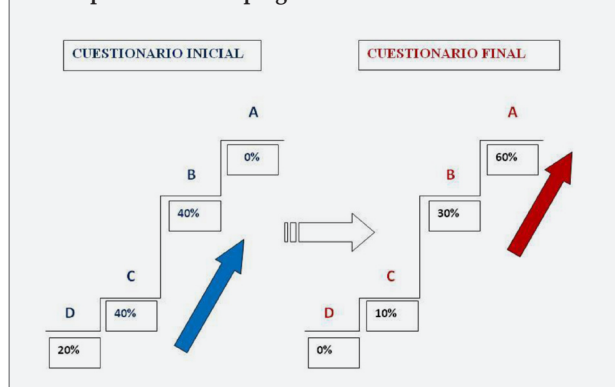 CUESTIONARIO INICIAL
A
0%
B
40%
C
40%
D
20%
CUESTIONARIO FINAL
A
60%
B
30%
C
10%
D
0%